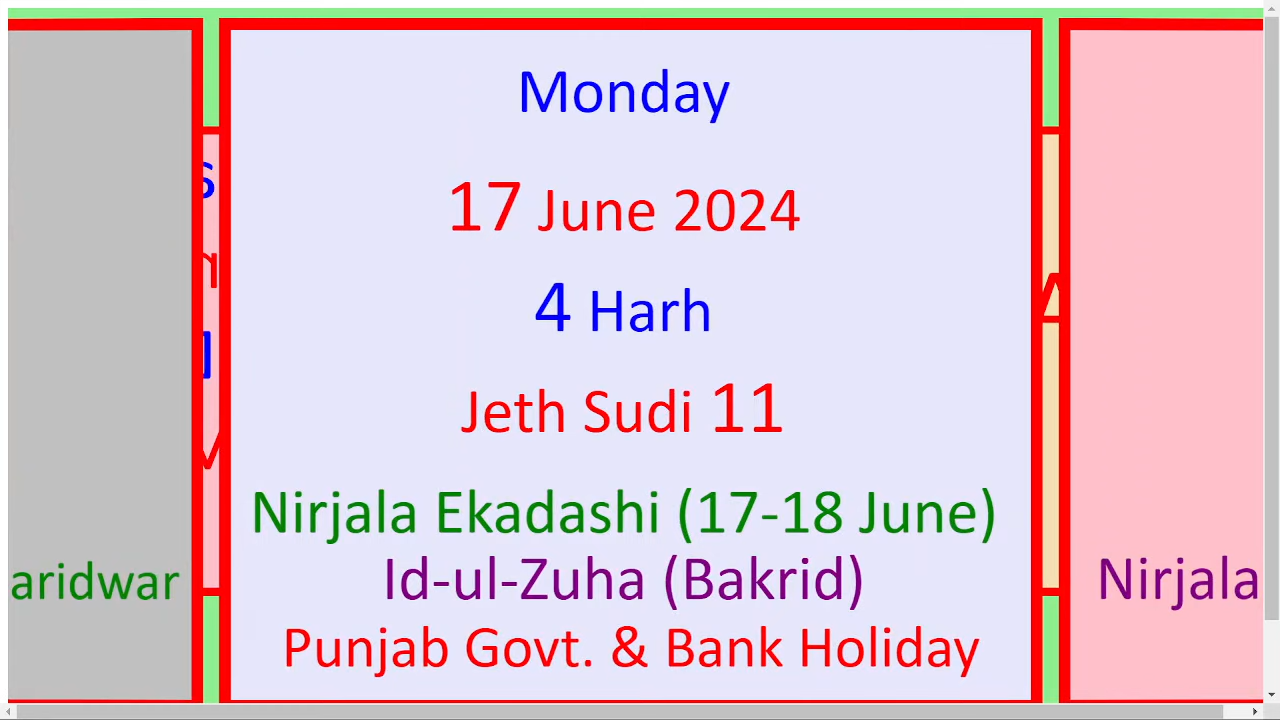 Monday
17 June 2024
4 Harh
Jeth Sudi 11
Nirjala Ekadashi (17-18 June)
Id-ul-Zuha (Bakrid)
aridwar
Nirjala
Punjab Govt. & Bank Holiday